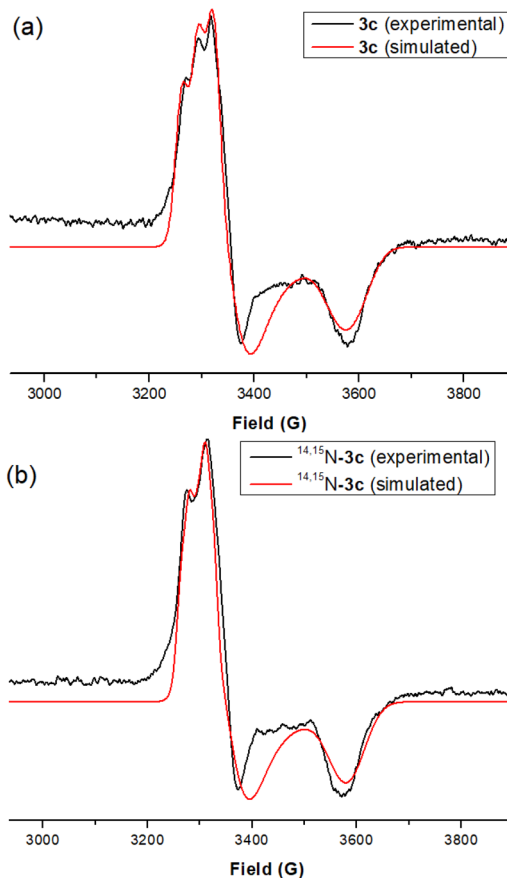 (a)
3c (experimental)
3c (simulated)
3000 3200 3400 3600 3800
Field (G)
(b)
14,15N-3c (experimental)
14,15N-3c (simulated)
3000 3200 3400 3600 3800
Field (G)